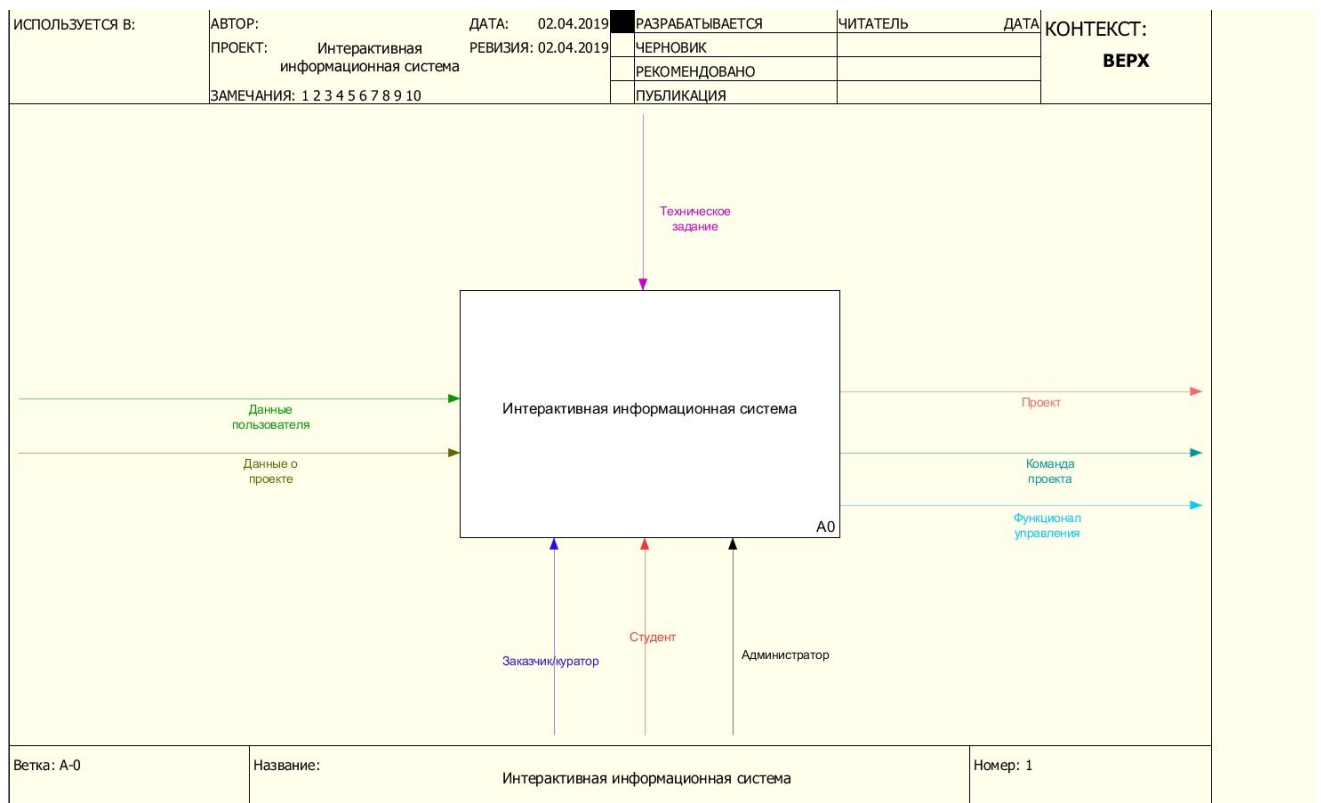 ИСПОЛЬЗУЕТСЯ В:
АВТОР:
ДАТА: 02.04.2019
РАЗРАБАТЫВАЕТСЯ
ЧИТАТЕЛЬ
ДАТА
КОНТЕКСТ:
ПРОЕКТ: Интерактивная
информационная система
РЕВИЗИЯ: 02.04.2019
ЧЕРНОВИК
ВЕРХ
РЕКОМЕНДОВАНО
ЗАМЕЧАНИЯ: 1 2 3 4 5 6 7 8 9 10
ПУБЛИКАЦИЯ
Техническое
задание
Данные
пользователя
Данные о
проекте
Интерактивная информационная система
A0
Проект
Команда
проекта
Функционал
управления
Заказчик/куратор
Студент
Администратор
Ветка: A-0
Название:
Интерактивная информационная система
Номер: 1